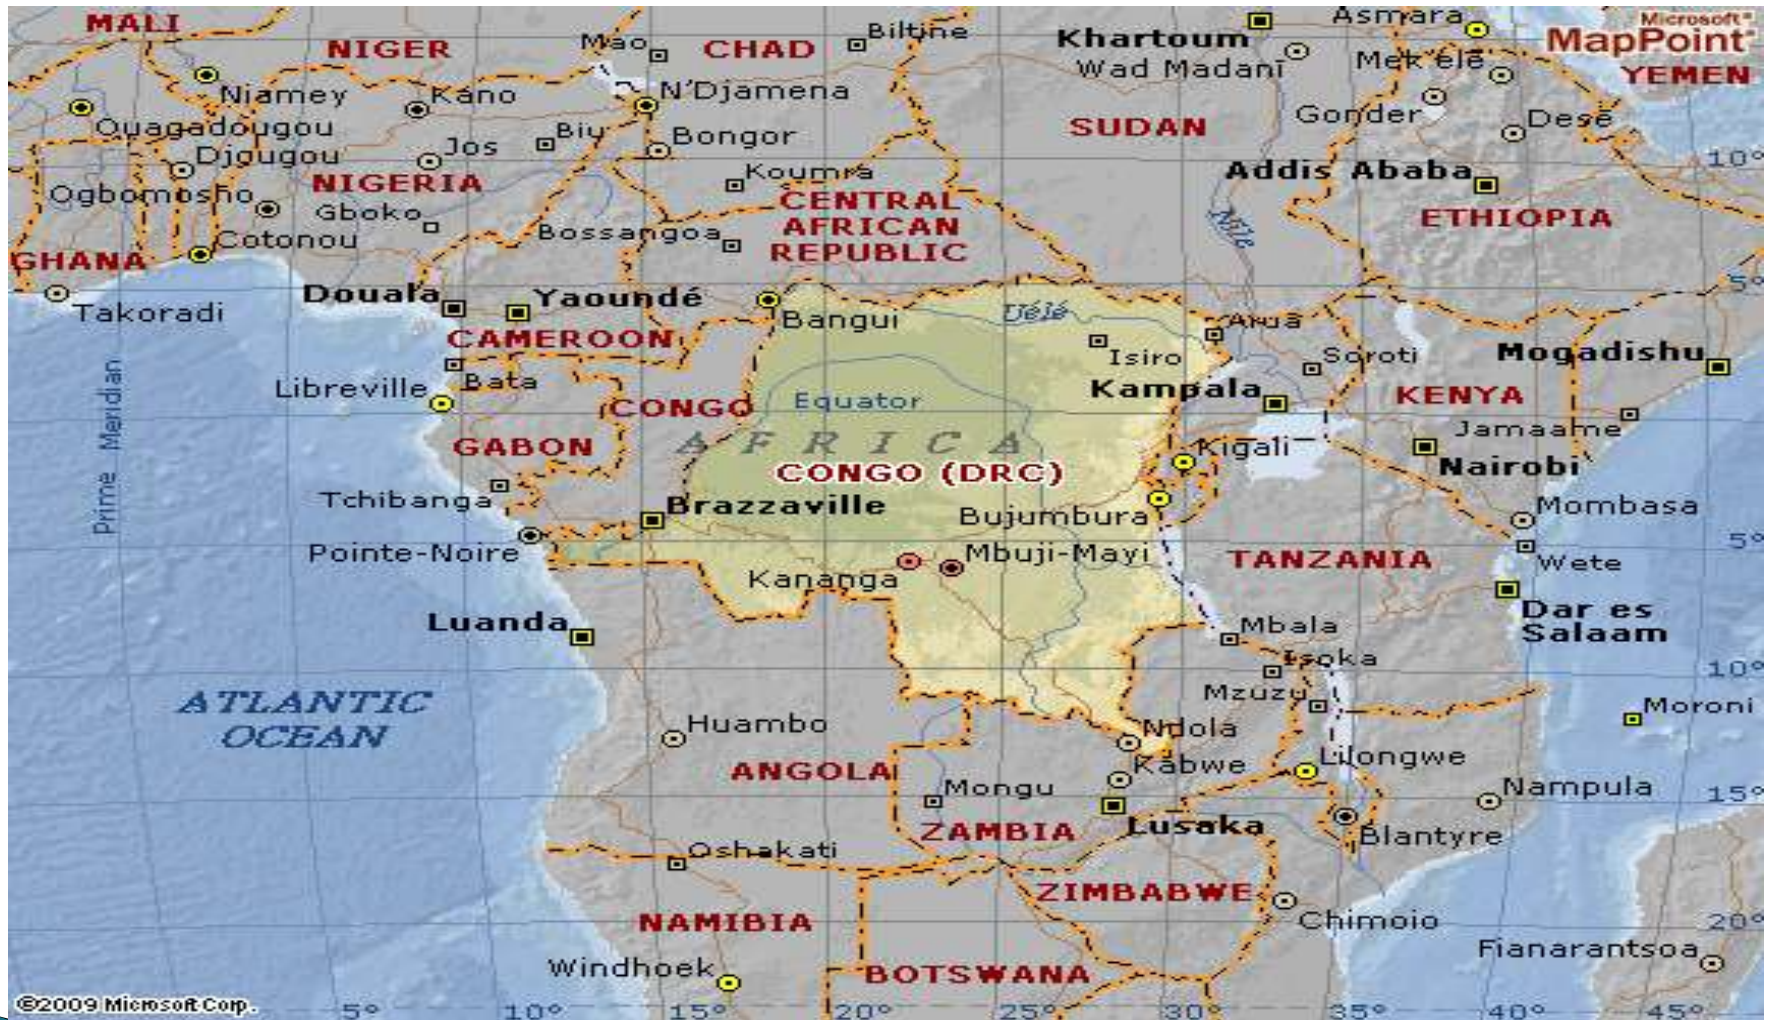 MALI
NIGER
Mao
CHAD
Biltine
Khartoum
Asmara
Microsoft®
MapPoint®
Wad Madanī
Mek'elē
YEMEN
Niamey
Kano
N'Djamena
Gonder
Desē
Ouagadougou
Biu
Bongor
SUDAN
Djougou
Jos
10°
NIGERIA
Koumra
Addis Ababa
Ogbomosho
Gboko
CENTRAL
AFRICAN
REPUBLIC
Bossangoa
Nile
ETHIOPIA
Cotonou
GHANA
5°
Takoradi
Douala
Yaoundé
Bangui
Uélé
Arua
CAMEROON
Isiro
Soroti
Mogadishu
Prime Meridian
Libreville
Bata
Equator
Kampala
KENYA
CONGO
Jamaame
GABON
AFRICA
Kigali
Nairobi
CONGO (DRC)
Tchibanga
Brazzaville
Bujumbura
Mombasa
Pointe-Noire
5°
Kananga
Mbuji-Mayi
TANZANIA
Wete
Luanda
Mbala
Dar es
Salaam
Isoka
10°
ATLANTIC
OCEAN
Mzuzu
Moroni
Huambo
Ndola
ANGOLA
Kabwe
Lilongwe
Mongu
Nampula
15°
ZAMBIA
Lusaka
Blantyre
Oshakati
ZIMBABWE
NAMIBIA
Chimoio
20°
Fianarantsoa
Windhoek
BOTSWANA
©2009 Microsoft Corp.
5°
10°
15°
20°
25°
30°
35°
40°
45°